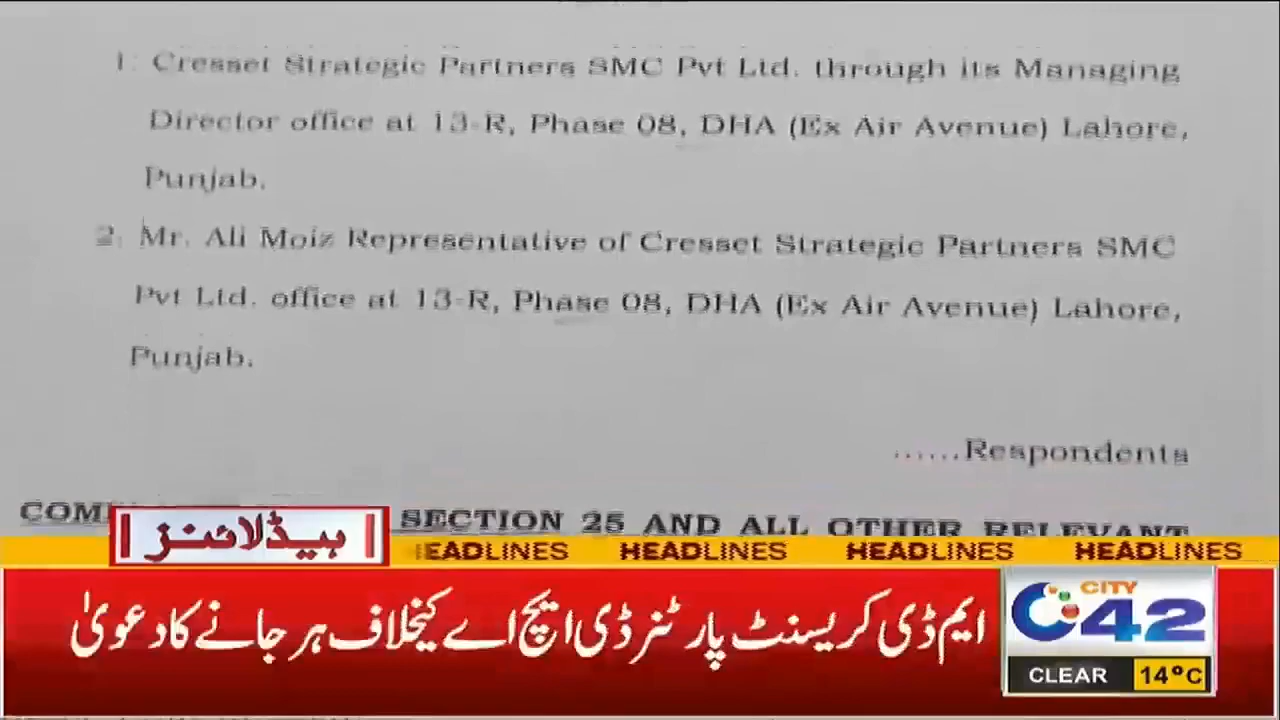 1. Cresset Strategic Partners SMC Pvt Ltd. through its Managing
Director office at 13-R, Phase 08, DHA (Ex Air Avenue) Lahore,
Punjab.
2. Mr. Ali Moiz Representative of Cresset Strategic Partners SMC
Pvt Ltd. office at 13-R, Phase 08, DHA (Ex Air Avenue) Lahore,
Punjab.
......Respondents
SECTION 25 AND ALL OTHER RELEVANT
ہیڈلائنز
EADLINES HEADLINES HEADLINES HEADLINES
ایم ڈی کریسنٹ پارٹنر ڈی ایچ اے کیخلاف ہرجانے کا دعویٰ
CITY
42
CLEAR 14°C